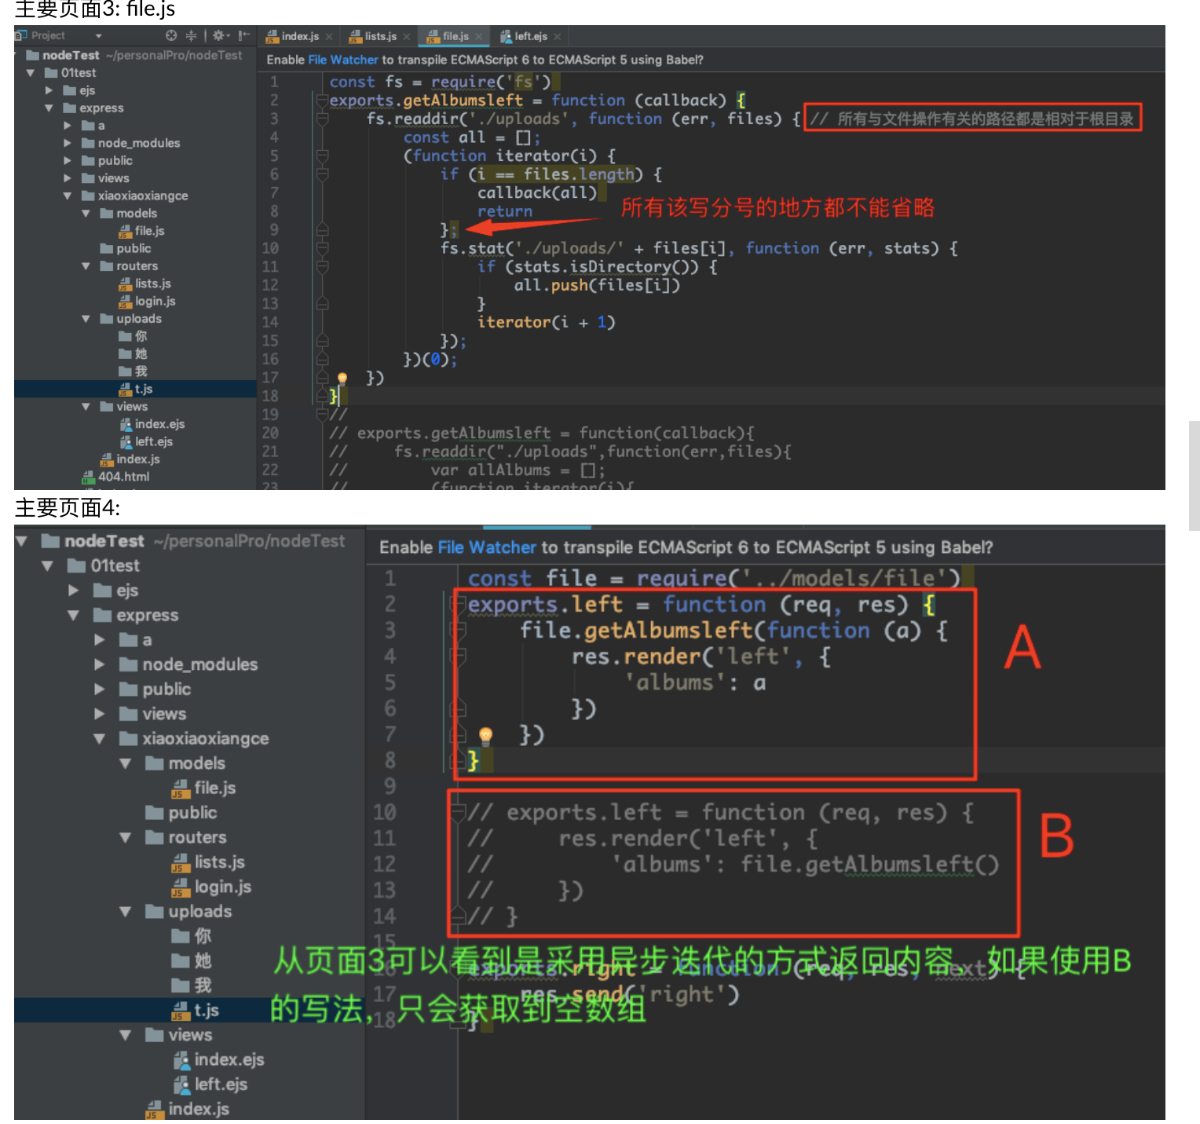 主要页面3: file.js
Project
index.js
lists.js
file.js
left.ejs
nodeTest ~/personalPro/nodeTest
01test
ejs
express
a
node_modules
public
views
xiaoxiaoxiangce
models
file.js
public
routers
lists.js
login.js
uploads
你
她
我
t.js
views
index.ejs
left.ejs
index.js
404.html
Enable File Watcher to transpile ECMAScript 6 to ECMAScript 5 using Babel?
1 const fs = require('fs')
2 exports.getAlbumsleft = function (callback) {
3 fs.readdir('./uploads', function (err, files) { // 所有与文件操作有关的路径都是相对于根目录
4 const all = [];
5 (function iterator(i) {
6 if (i == files.length) {
7 callback(all)
8 return
所有该写分号的地方都不能省略
9 };
10 fs.stat('./uploads/' + files[i], function (err, stats) {
11 if (stats.isDirectory()) {
12 all.push(files[i])
13 }
14 iterator(i + 1)
15 });
16 })(0);
17 })
18 }
19 //
20 // exports.getAlbumsleft = function(callback){
21 // fs.readdir("./uploads",function(err,files){
22 // var allAlbums = [];
23 // (function iterator(i){
主要页面4:
nodeTest ~/personalPro/nodeTest
01test
ejs
express
a
node_modules
public
views
xiaoxiaoxiangce
models
file.js
public
routers
lists.js
login.js
uploads
你
她
我
t.js
views
index.ejs
left.ejs
index.js
Enable File Watcher to transpile ECMAScript 6 to ECMAScript 5 using Babel?
1 const file = require('../models/file')
2 exports.left = function (req, res) {
3 file.getAlbumsleft(function (a) {
4 res.render('left', {
5 'albums': a
6 })
7 })
8 }
A
9
10 // exports.left = function (req, res) {
11 // res.render('left', {
12 // 'albums': file.getAlbumsleft()
13 // })
14 // }
B
15
16 exports.right = function (req, res, next) {
17 res.send('right')
18 }
从页面3可以看到是采用异步迭代的方式返回内容，如果使用B
的写法，只会获取到空数组